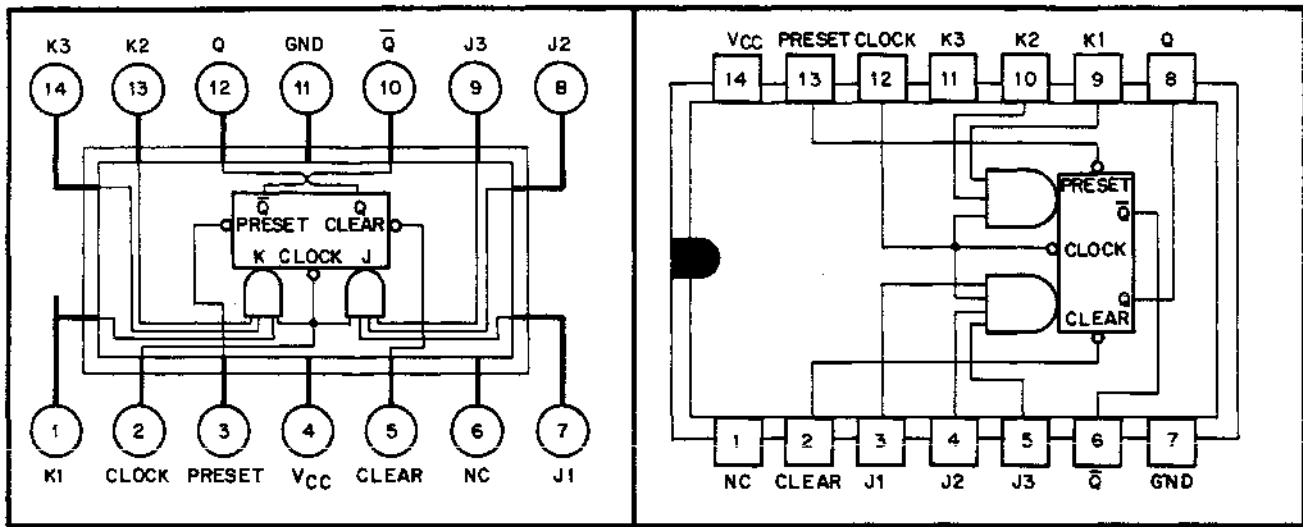 K3 K2 Q GND Q̅ J3 J2
14 13 12 11 10 9 8
Q̅ Q
PRESET CLEAR
K CLOCK J
1 2 3 4 5 6 7
K1 CLOCK PRESET VCC CLEAR NC J1
VCC PRESET CLOCK K3 K2 K1 Q
14 13 12 11 10 9 8
PRESET
Q̅
CLOCK
Q
CLEAR
1 2 3 4 5 6 7
NC CLEAR J1 J2 J3 Q̅ GND